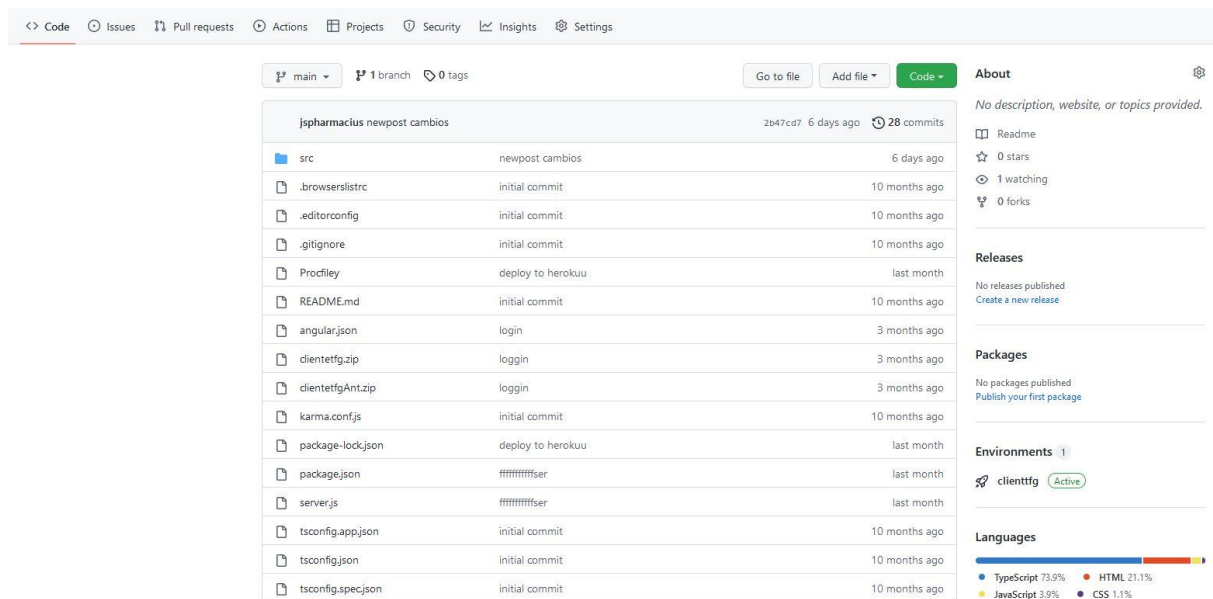 Code Issues Pull requests Actions Projects Security Insights Settings
main 1 branch 0 tags Go to file Add file Code
jspharmacius newpost cambios 2b47cd7 6 days ago 28 commits
src newpost cambios 6 days ago
.browserslistrc initial commit 10 months ago
.editorconfig initial commit 10 months ago
.gitignore initial commit 10 months ago
Procfiley deploy to herokuu last month
README.md initial commit 10 months ago
angular.json login 3 months ago
clientetfg.zip loggin 3 months ago
clientetfgAnt.zip loggin 3 months ago
karma.conf.js initial commit 10 months ago
package-lock.json deploy to herokuu last month
package.json last month
server.js last month
tsconfig.app.json initial commit 10 months ago
tsconfig.json initial commit 10 months ago
tsconfig.spec.json initial commit 10 months ago
About
No description, website, or topics provided.
Readme
0 stars
1 watching
0 forks
Releases
No releases published
Create a new release
Packages
No packages published
Publish your first package
Environments 1
clienttfg Active
Languages
TypeScript 73.9% HTML 21.1%
JavaScript 3.9% CSS 1.1%